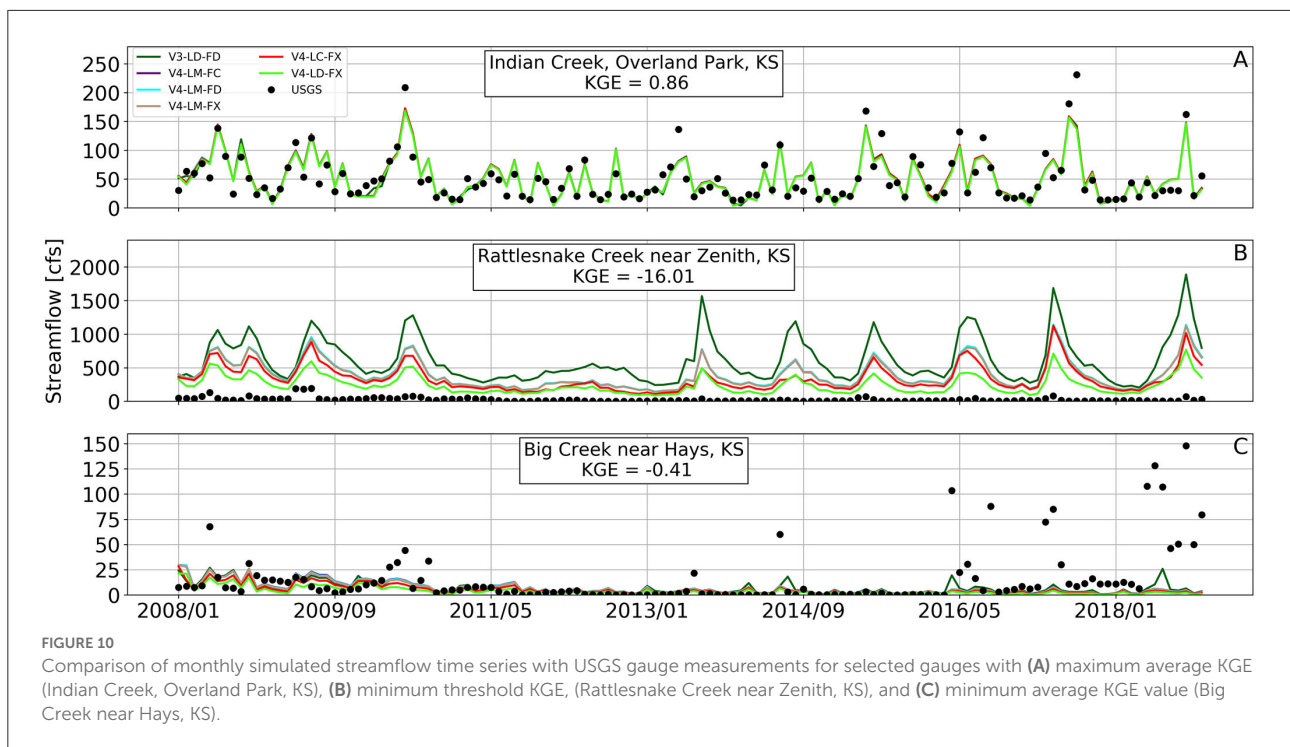 Indian Creek, Overland Park, KS
KGE = 0.86
A
V3-LD-FD
V4-LM-FC
V4-LM-FD
V4-LM-FX
V4-LC-FX
V4-LD-FX
USGS
250
200
150
100
50
0
Streamflow [cfs]
Rattlesnake Creek near Zenith, KS
KGE = -16.01
B
2000
1500
1000
500
0
Big Creek near Hays, KS
KGE = -0.41
C
150
125
100
75
50
25
0
2008/01 2009/09 2011/05 2013/01 2014/09 2016/05 2018/01
FIGURE 10
Comparison of monthly simulated streamflow time series with USGS gauge measurements for selected gauges with (A) maximum average KGE
(Indian Creek, Overland Park, KS), (B) minimum threshold KGE, (Rattlesnake Creek near Zenith, KS), and (C) minimum average KGE value (Big
Creek near Hays, KS).